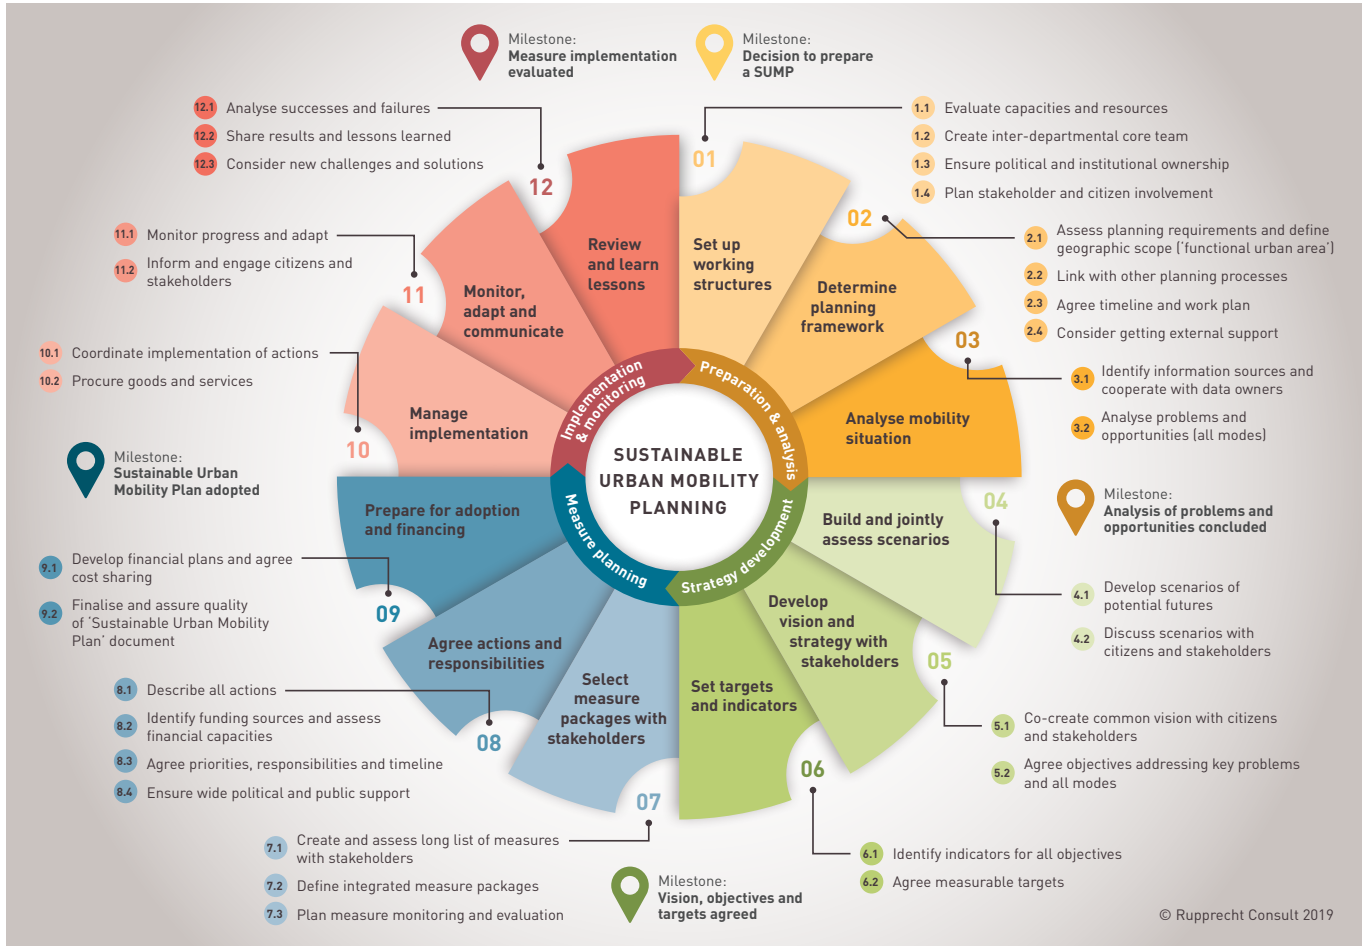 Milestone:
Measure implementation
evaluated
Milestone:
Decision to prepare
a SUMP
12.1 Analyse successes and failures
12.2 Share results and lessons learned
12.3 Consider new challenges and solutions
12
01
1.1 Evaluate capacities and resources
1.2 Create inter-departmental core team
1.3 Ensure political and institutional ownership
1.4 Plan stakeholder and citizen involvement
02
2.1 Assess planning requirements and define
geographic scope (‘functional urban area’)
2.2 Link with other planning processes
2.3 Agree timeline and work plan
2.4 Consider getting external support
11.1 Monitor progress and adapt
11.2 Inform and engage citizens and
stakeholders
11
Review
and learn
lessons
Set up
working
structures
Monitor,
adapt and
communicate
Determine
planning
framework
03
3.1 Identify information sources and
cooperate with data owners
3.2 Analyse problems and
opportunities (all modes)
10.1 Coordinate implementation of actions
10.2 Procure goods and services
10
Manage
implementation
Analyse mobility
situation
Implementation
& monitoring
Preparation & analysis
SUSTAINABLE
URBAN MOBILITY
PLANNING
Measure planning
Strategy development
Milestone:
Sustainable Urban
Mobility Plan adopted
Milestone:
Analysis of problems and
opportunities concluded
Prepare for adoption
and financing
Build and jointly
assess scenarios
04
4.1 Develop scenarios of
potential futures
4.2 Discuss scenarios with
citizens and stakeholders
9.1 Develop financial plans and agree
cost sharing
9.2 Finalise and assure quality
of ‘Sustainable Urban Mobility
Plan’ document
09
Agree actions and
responsibilities
Develop
vision and
strategy with
stakeholders
05
5.1 Co-create common vision with citizens
and stakeholders
5.2 Agree objectives addressing key problems
and all modes
8.1 Describe all actions
8.2 Identify funding sources and assess
financial capacities
8.3 Agree priorities, responsibilities and timeline
8.4 Ensure wide political and public support
08
Select
measure
packages with
stakeholders
Set targets
and indicators
06
6.1 Identify indicators for all objectives
6.2 Agree measurable targets
07
7.1 Create and assess long list of measures
with stakeholders
7.2 Define integrated measure packages
7.3 Plan measure monitoring and evaluation
Milestone:
Vision, objectives and
targets agreed
© Rupprecht Consult 2019